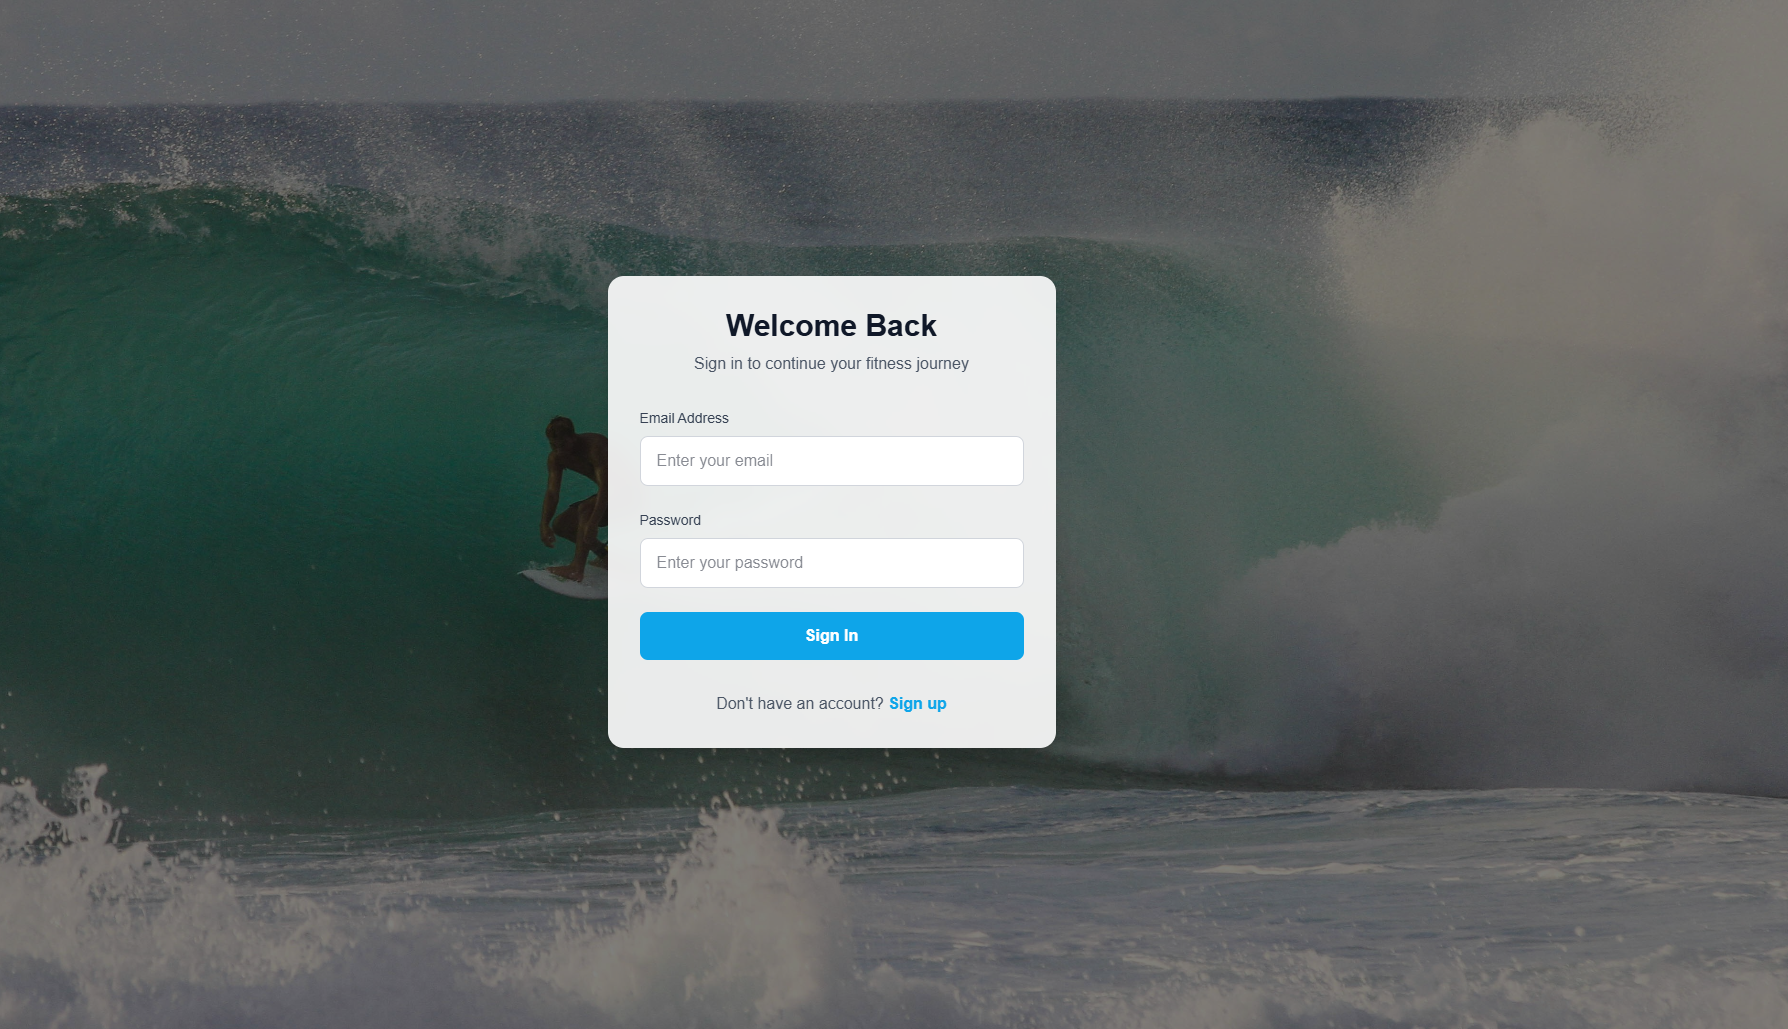 Welcome Back
Sign in to continue your fitness journey
Email Address
Enter your email
Password
Enter your password
Sign In
Don't have an account? Sign up